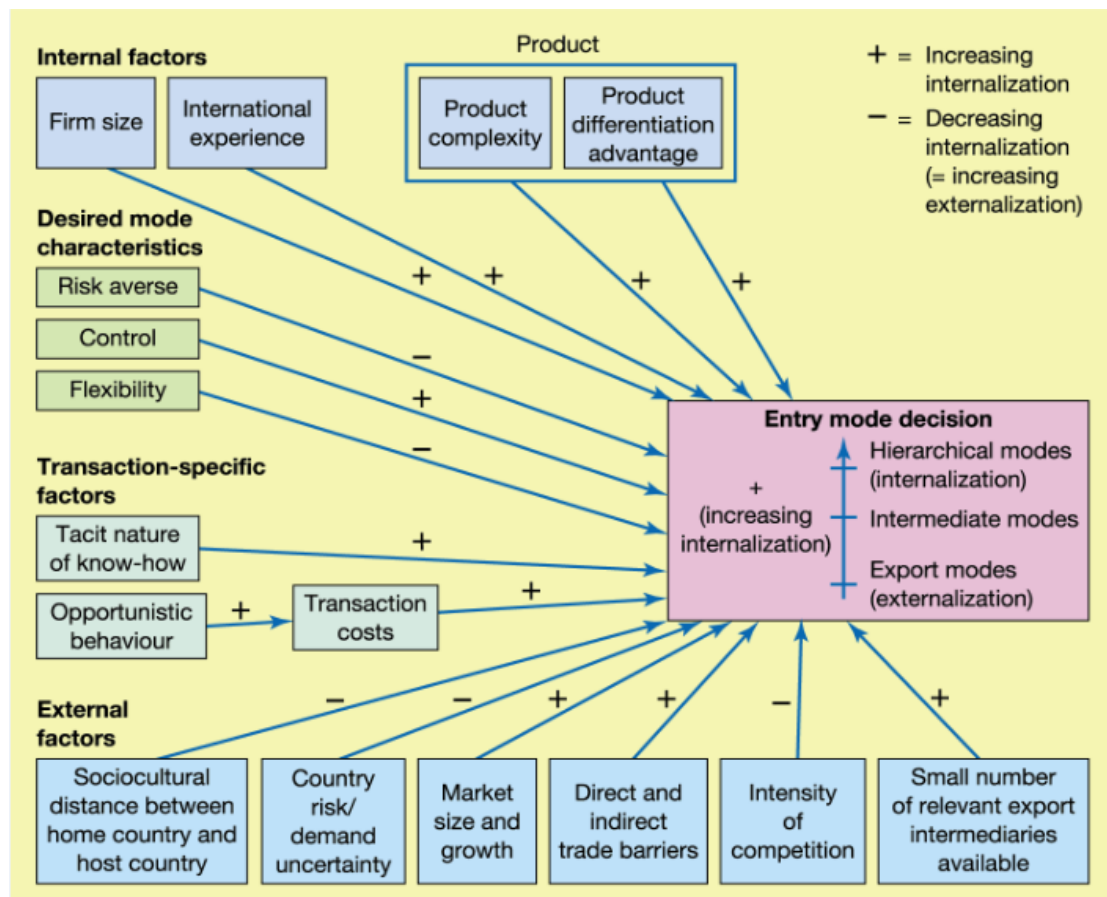 Product
Internal factors
Firm size
International
experience
Product
complexity
Product
differentiation
advantage
+ = Increasing
internalization
− = Decreasing
internalization
(= increasing
externalization)
Desired mode
characteristics
Risk averse
Control
Flexibility
+
+
+
+
−
+
−
Transaction-specific
factors
Tacit nature
of know-how
+
Opportunistic
behaviour
+
Transaction
costs
+
Entry mode decision
+
(increasing
internalization)
Hierarchical modes
(internalization)
Intermediate modes
Export modes
(externalization)
External
factors
−
−
+
+
−
+
Sociocultural
distance between
home country and
host country
Country
risk/
demand
uncertainty
Market
size and
growth
Direct and
indirect
trade barriers
Intensity
of
competition
Small number
of relevant export
intermediaries
available